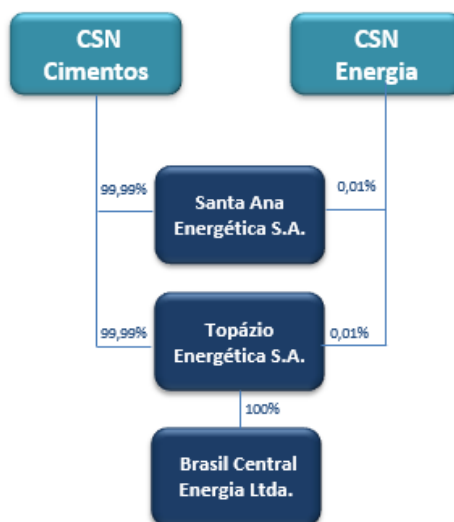 CSN
Cimentos
CSN
Energia
99,99%
Santa Ana
Energética S.A.
0,01%
99,99%
Topázio
Energética S.A.
0,01%
100%
Brasil Central
Energia Ltda.